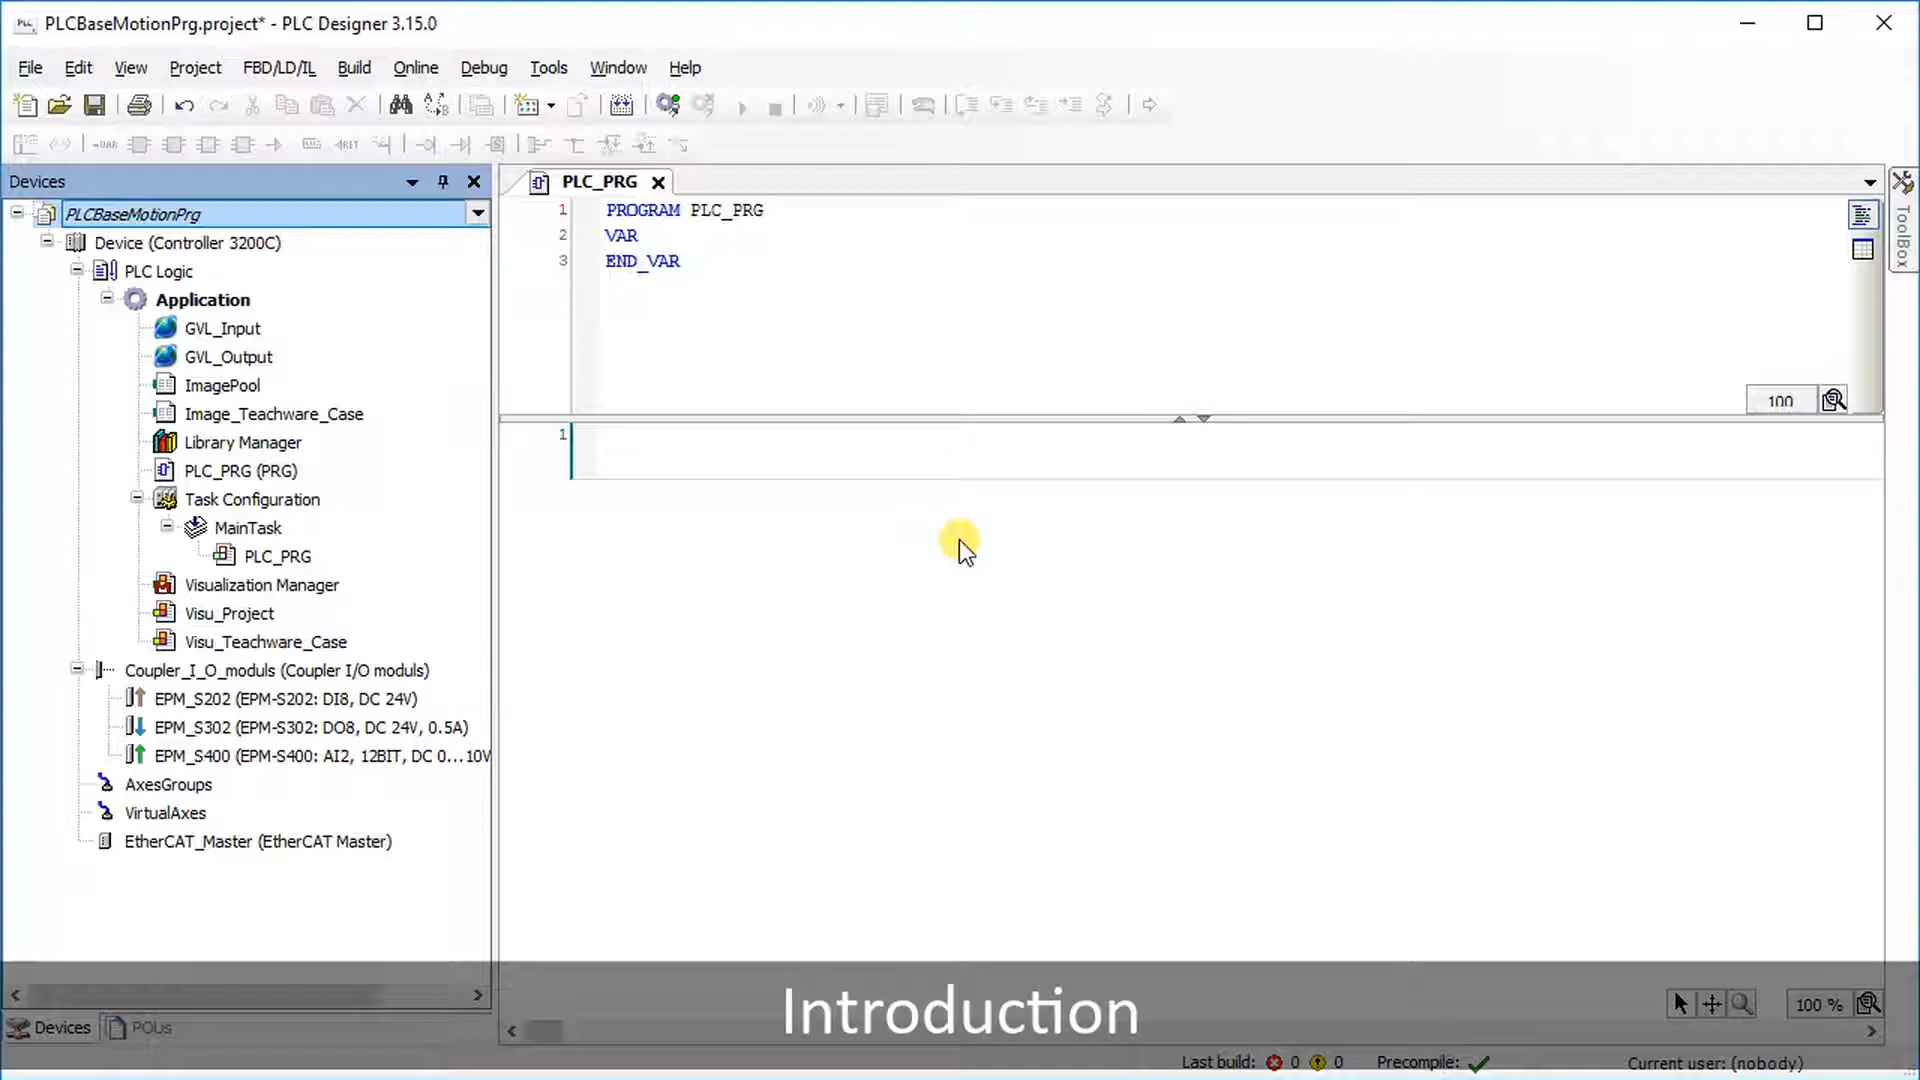 PLCBaseMotionPrg.project* - PLC Designer 3.15.0
File Edit View Project FBD/LD/IL Build Online Debug Tools Window Help
Devices
PLCBaseMotionPrg
Device (Controller 3200C)
PLC Logic
Application
GVL_Input
GVL_Output
ImagePool
Image_Teachware_Case
Library Manager
PLC_PRG (PRG)
Task Configuration
MainTask
PLC_PRG
Visualization Manager
Visu_Project
Visu_Teachware_Case
Coupler_I_O_moduls (Coupler I/O moduls)
EPM_S202 (EPM-S202: DI8, DC 24V)
EPM_S302 (EPM-S302: DO8, DC 24V, 0.5A)
EPM_S400 (EPM-S400: AI2, 12BIT, DC 0...10V
AxesGroups
VirtualAxes
EtherCAT_Master (EtherCAT Master)
Devices POUs
PLC_PRG
1 PROGRAM PLC_PRG
2 VAR
3 END_VAR
100
1
ToolBox
Introduction
100 %
Last build: 0 0 Precompile: Current user: (nobody)